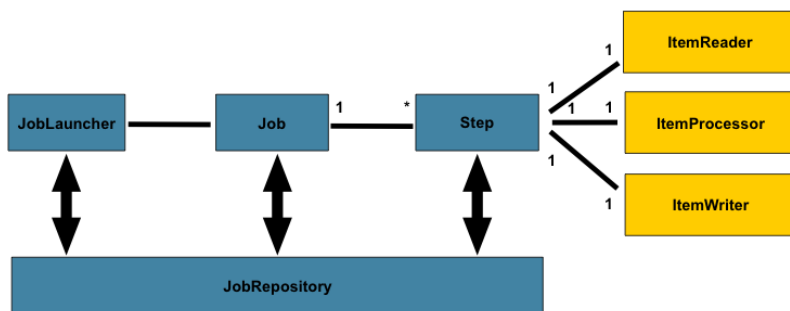 ItemReader
1
JobLauncher
Job
1
*
Step
1
1
1
ItemProcessor
1
1
ItemWriter
JobRepository